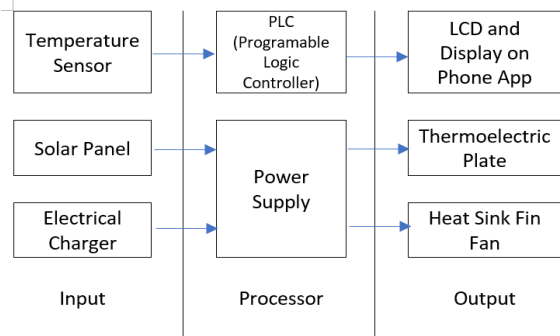 Temperature
Sensor
PLC
(Programable
Logic
Controller)
LCD and
Display on
Phone App
Solar Panel
Power
Supply
Thermoelectric
Plate
Electrical
Charger
Heat Sink Fin
Fan
Input
Processor
Output